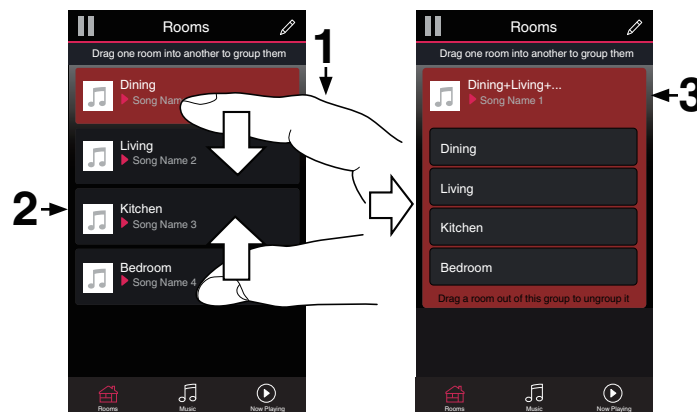 Rooms
Drag one room into another to group them
1
Dining
Song Nam
Living
Song Name 2
2
Kitchen
Song Name 3
Bedroom
Song Name 4
Rooms
Music
Now Playing
Rooms
Drag one room into another to group them
Dining+Living+...
Song Name 1
3
Dining
Living
Kitchen
Bedroom
Drag a room out of this group to ungroup it
Rooms
Music
Now Playing